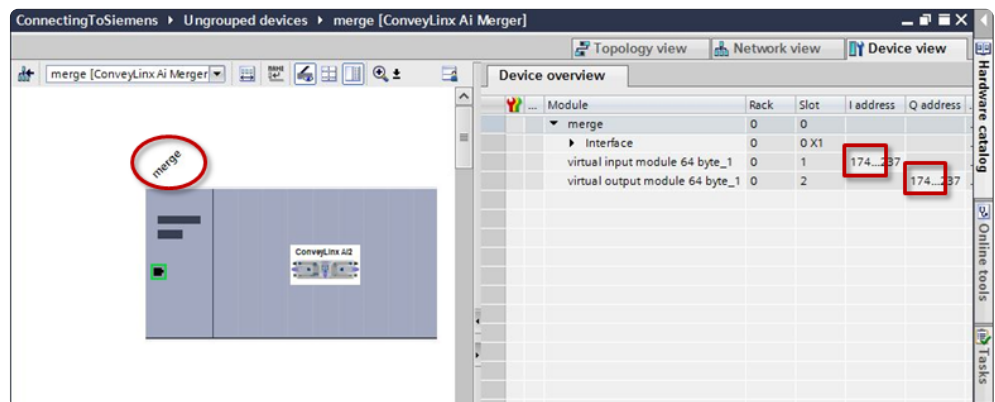 ConnectingToSiemens ▸ Ungrouped devices ▸ merge [ConveyLinx Ai Merger]
Topology view Network view Device view
merge [ConveyLinx Ai Merger
Device overview
... Module Rack Slot I address Q address ...
merge 0 0
Interface 0 0 X1
virtual input module 64 byte_1 0 1 174...237
virtual output module 64 byte_1 0 2 174...237
merge
ConveyLinx Ai2
Hardware catalog
Online tools
Tasks